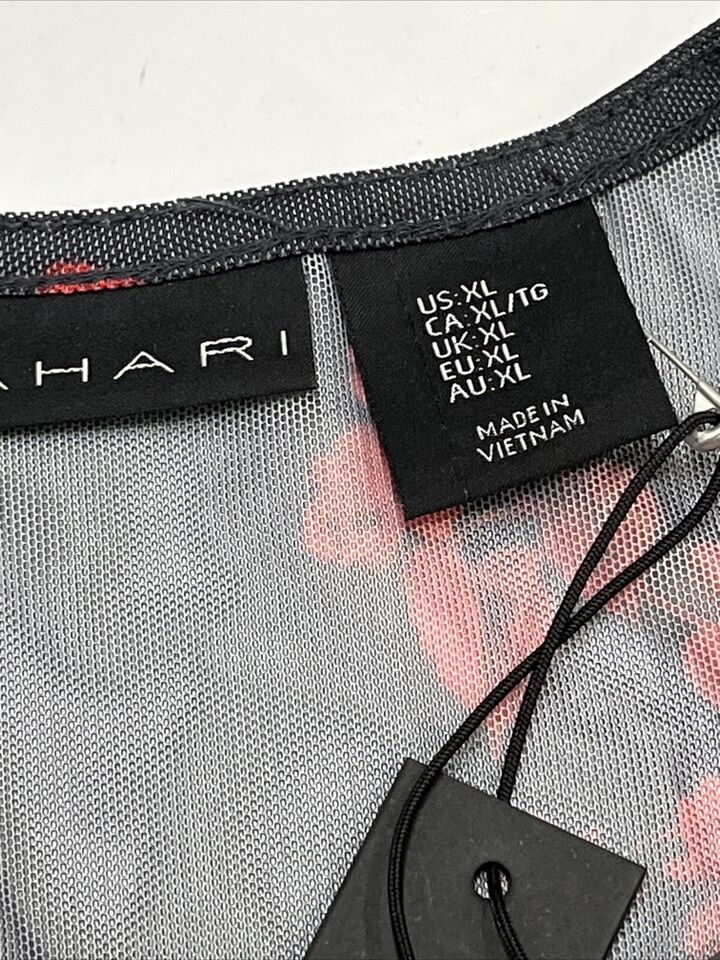 AHARI
US:XL
CA:XL/TG
UK:XL
EU:XL
AU:XL
MADE IN
VIETNAM